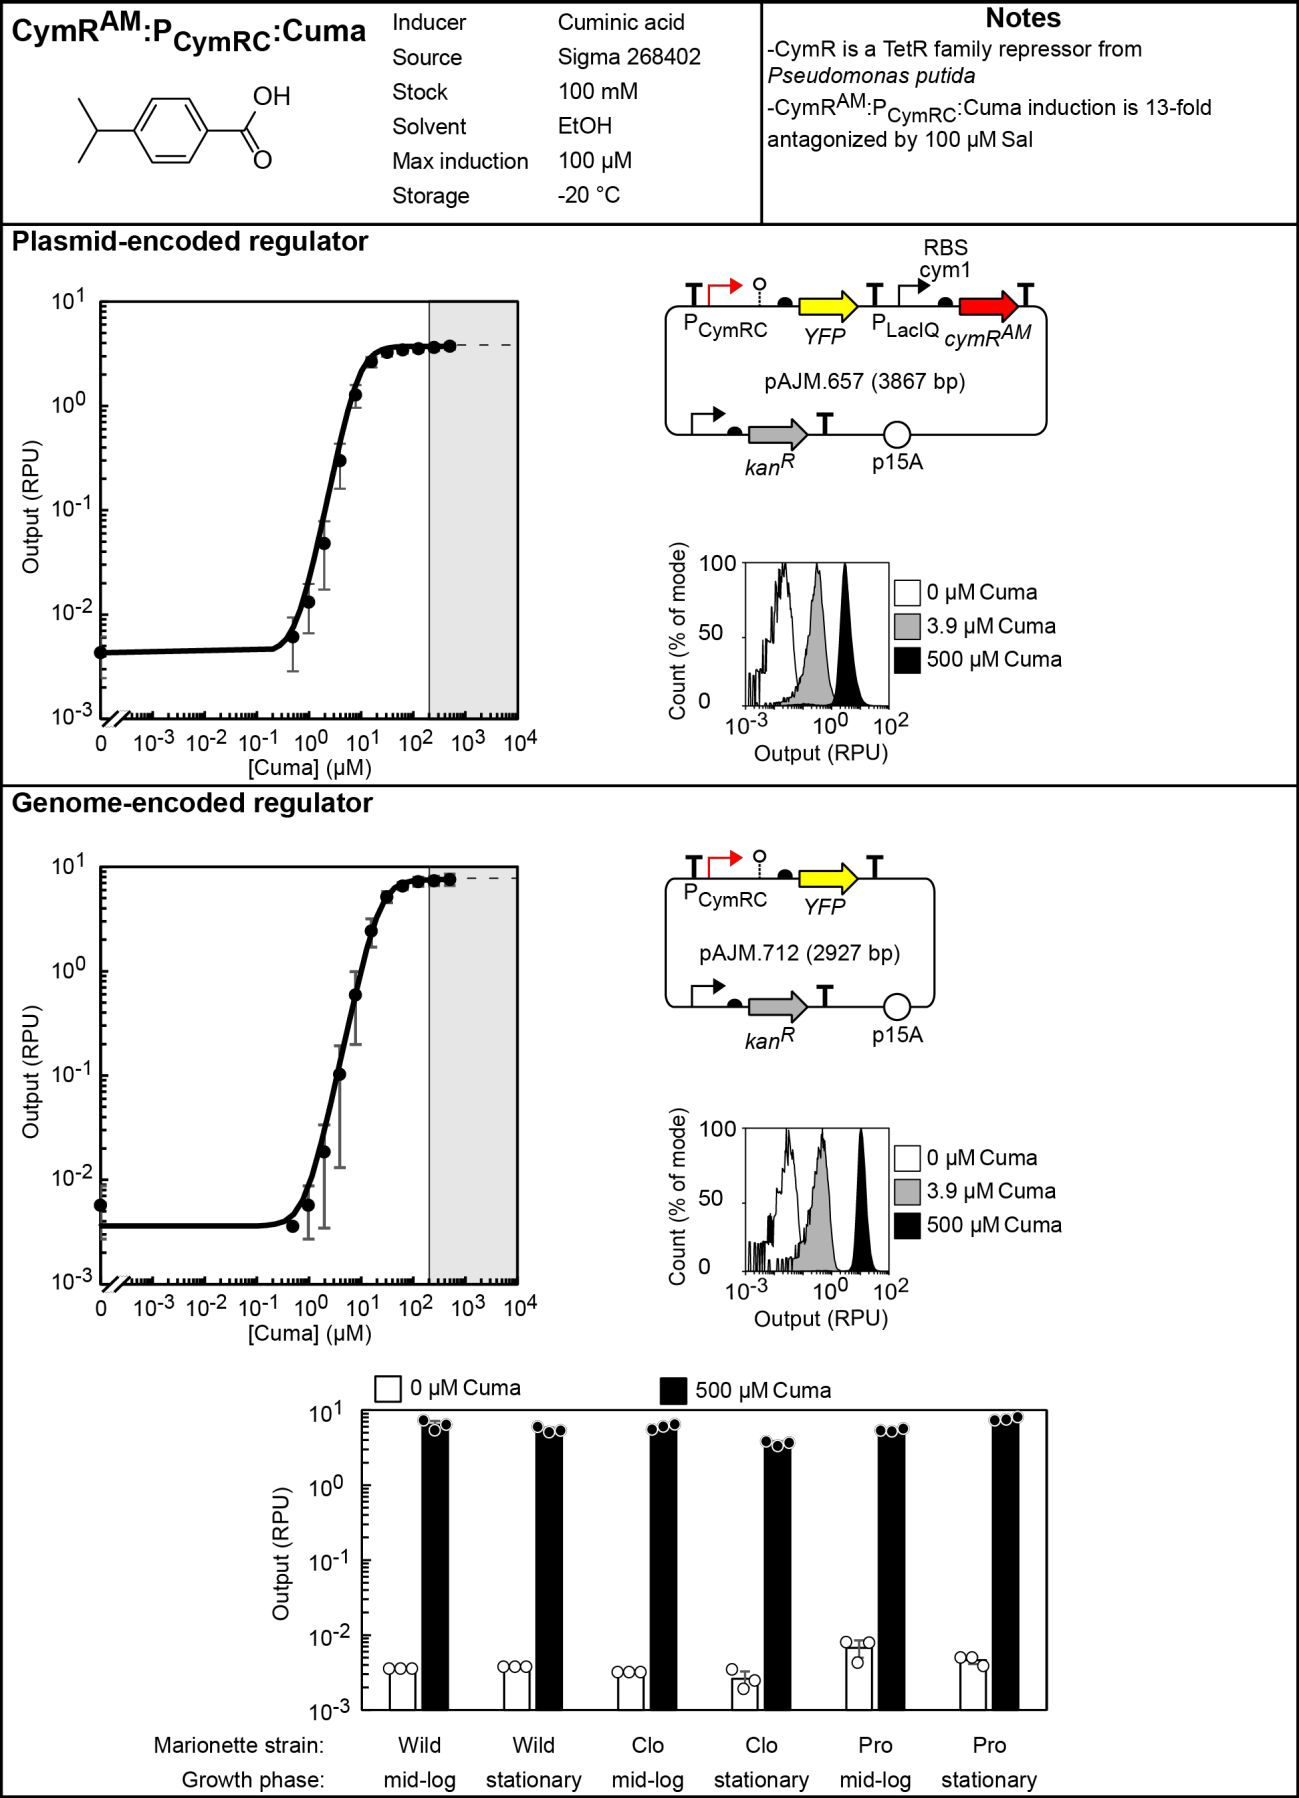 CymRAM:PCymRC:Cuma
OH
O
Inducer Cuminic acid
Source Sigma 268402
Stock 100 mM
Solvent EtOH
Max induction 100 µM
Storage -20 °C
Notes
-CymR is a TetR family repressor from
Pseudomonas putida
-CymRAM:PCymRC:Cuma induction is 13-fold
antagonized by 100 µM Sal
Plasmid-encoded regulator
Output (RPU)
101
100
10-1
10-2
10-3
0 10-3 10-2 10-1 100 101 102 103 104
[Cuma] (µM)
RBS
cym1
PCymRC YFP PLacIQ cymRAM
pAJM.657 (3867 bp)
kanR p15A
Count (% of mode)
100
50
0
10-3 100 102
Output (RPU)
0 µM Cuma
3.9 µM Cuma
500 µM Cuma
Genome-encoded regulator
Output (RPU)
101
100
10-1
10-2
10-3
0 10-3 10-2 10-1 100 101 102 103 104
[Cuma] (µM)
PCymRC YFP
pAJM.712 (2927 bp)
kanR p15A
Count (% of mode)
100
50
0
10-3 100 102
Output (RPU)
0 µM Cuma
3.9 µM Cuma
500 µM Cuma
0 µM Cuma 500 µM Cuma
Output (RPU)
101
100
10-1
10-2
10-3
Marionette strain: Wild Wild Clo Clo Pro Pro
Growth phase: mid-log stationary mid-log stationary mid-log stationary